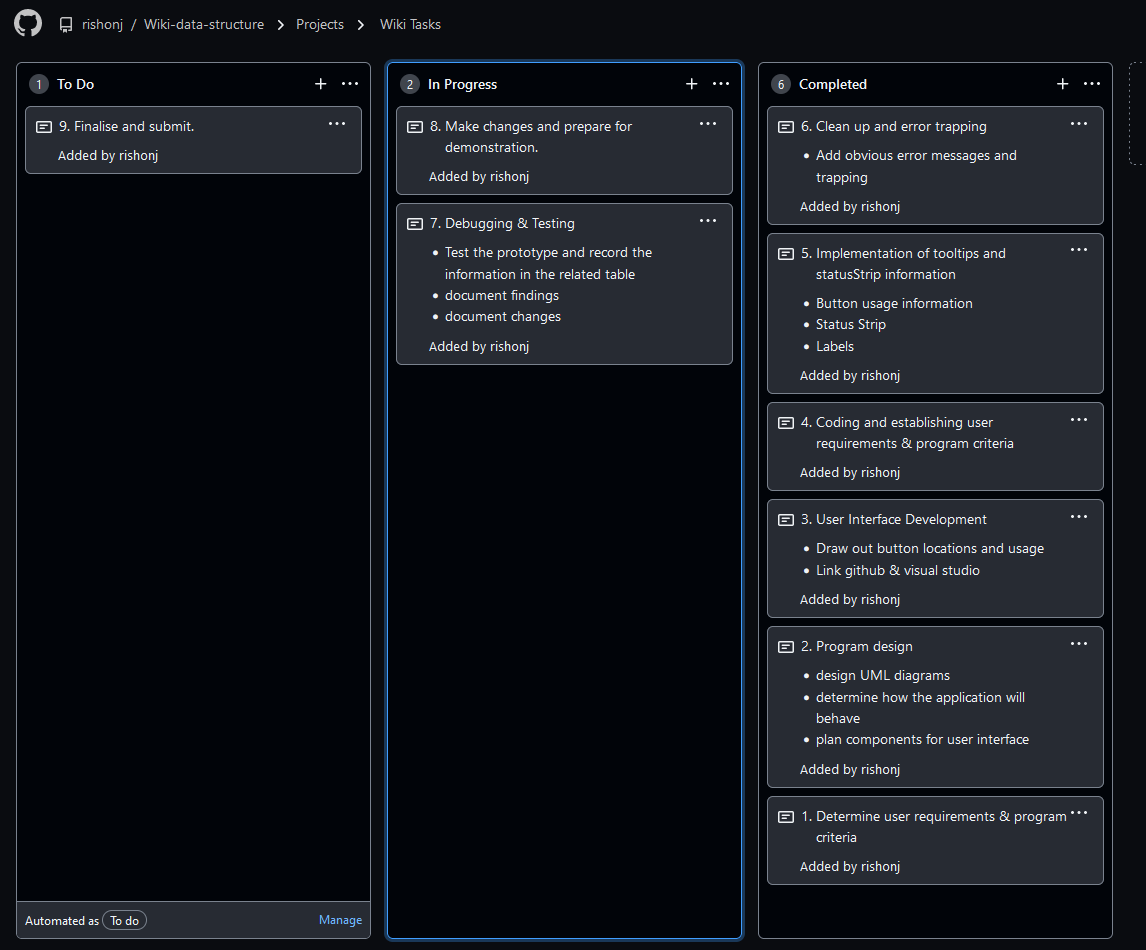 rishonj / Wiki-data-structure > Projects > Wiki Tasks
1 To Do
9. Finalise and submit.
Added by rishonj
Automated as To do Manage
2 In Progress
8. Make changes and prepare for
demonstration.
Added by rishonj
7. Debugging & Testing
• Test the prototype and record the
information in the related table
• document findings
• document changes
Added by rishonj
6 Completed
6. Clean up and error trapping
• Add obvious error messages and
trapping
Added by rishonj
5. Implementation of tooltips and
statusStrip information
• Button usage information
• Status Strip
• Labels
Added by rishonj
4. Coding and establishing user
requirements & program criteria
Added by rishonj
3. User Interface Development
• Draw out button locations and usage
• Link github & visual studio
Added by rishonj
2. Program design
• design UML diagrams
• determine how the application will
behave
• plan components for user interface
Added by rishonj
1. Determine user requirements & program
criteria
Added by rishonj